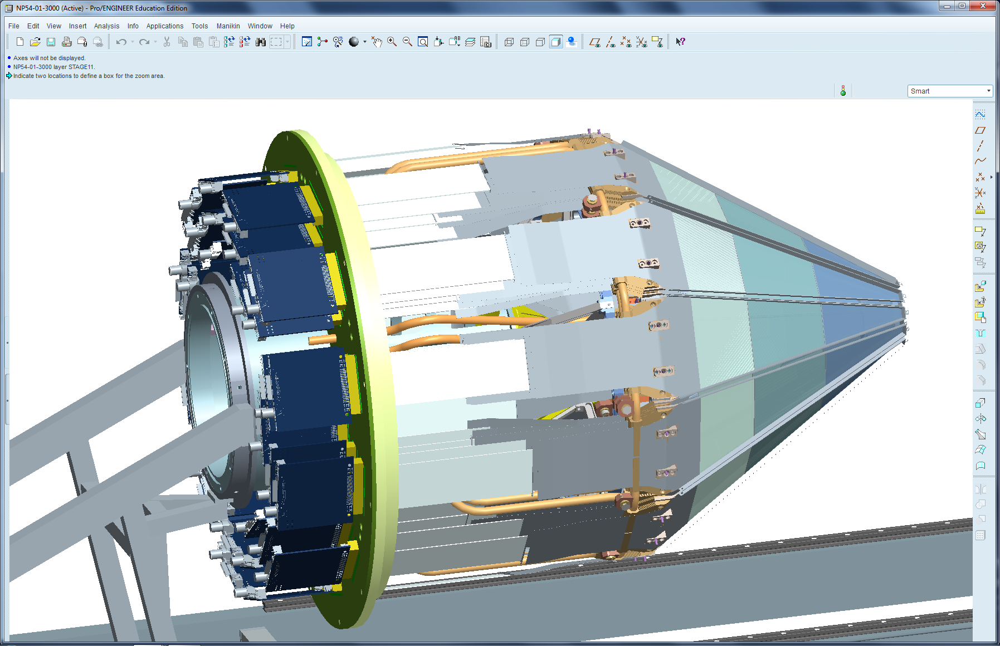 NP54-01-3000 (Active) - Pro/ENGINEER Education Edition
File Edit View Insert Analysis Info Applications Tools Manikin Window Help
Axes will not be displayed.
NP54-01-3000 layer STAGE11.
Indicate two locations to define a box for the zoom area.
Smart